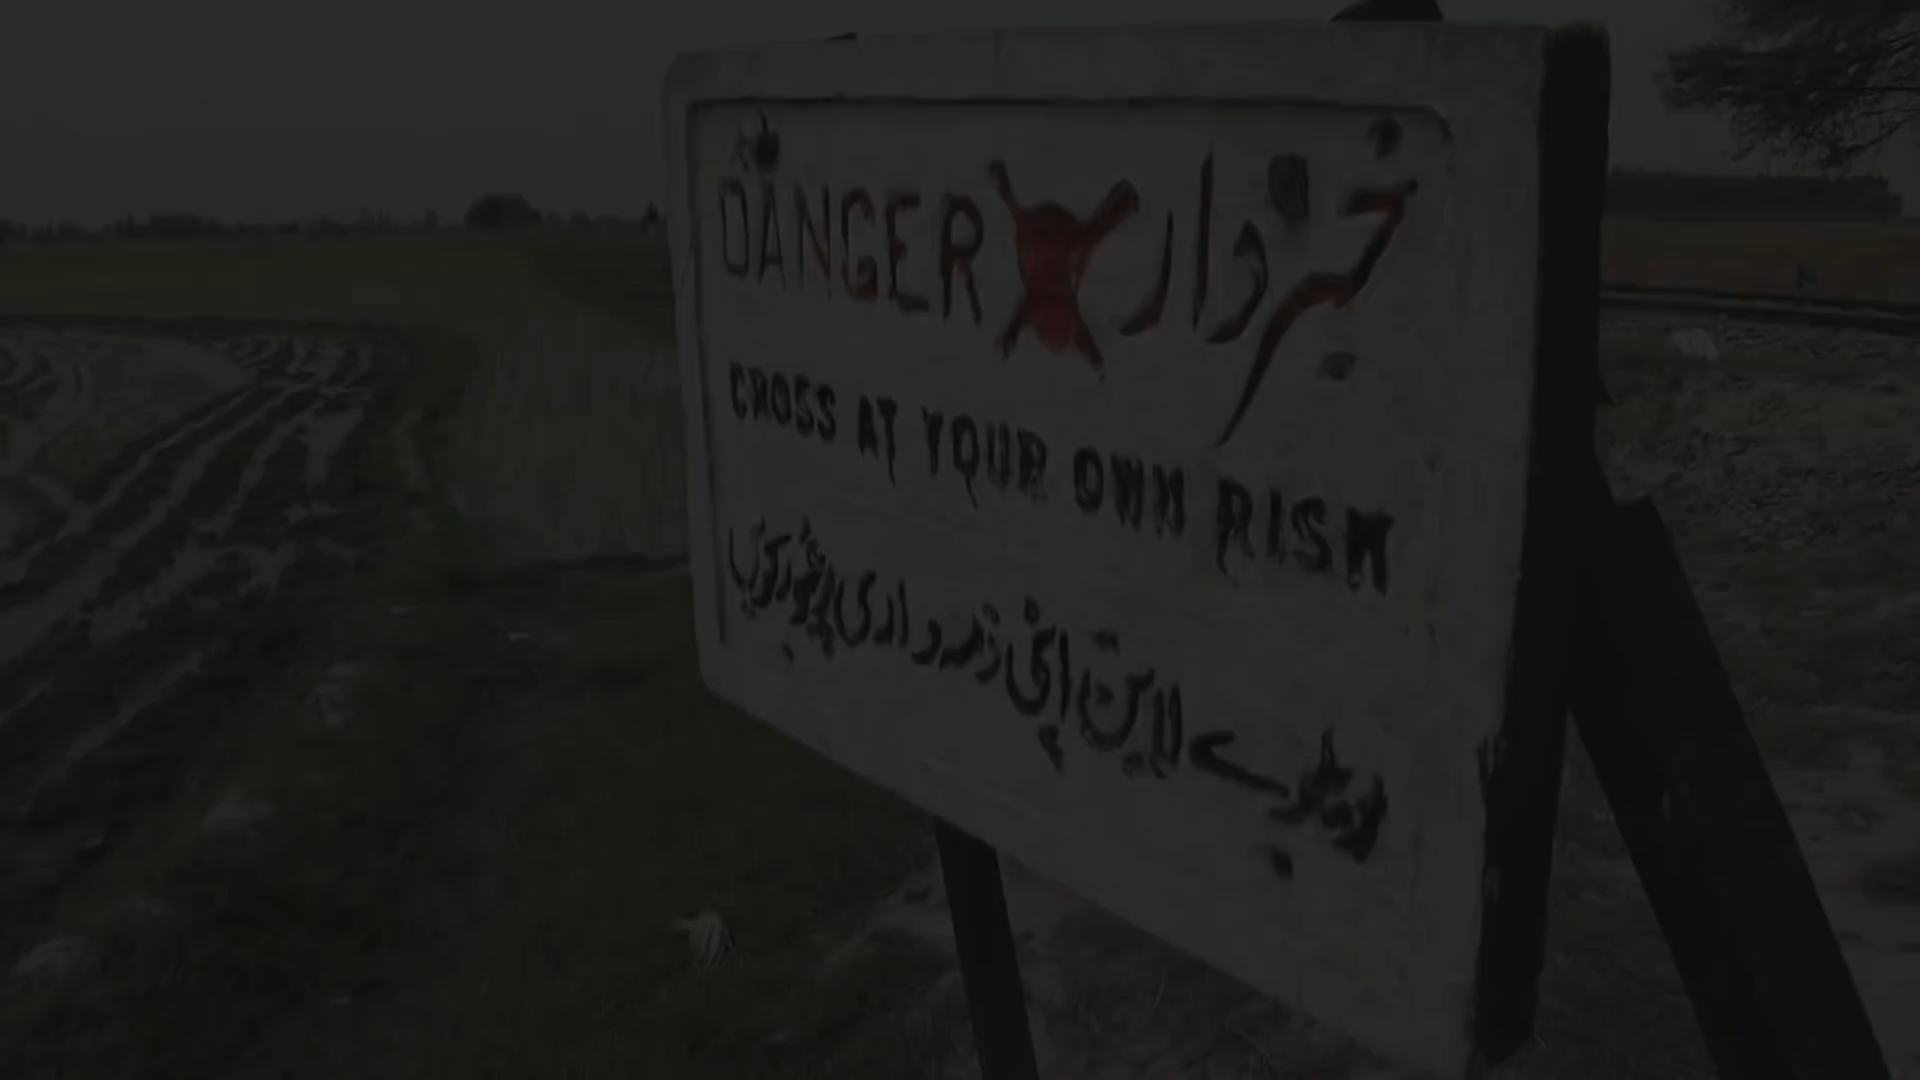 DANGER خبردار
CROSS AT YOUR OWN RISK
ریلوے لائن اپنی ذمہ داری پر عبور کریں